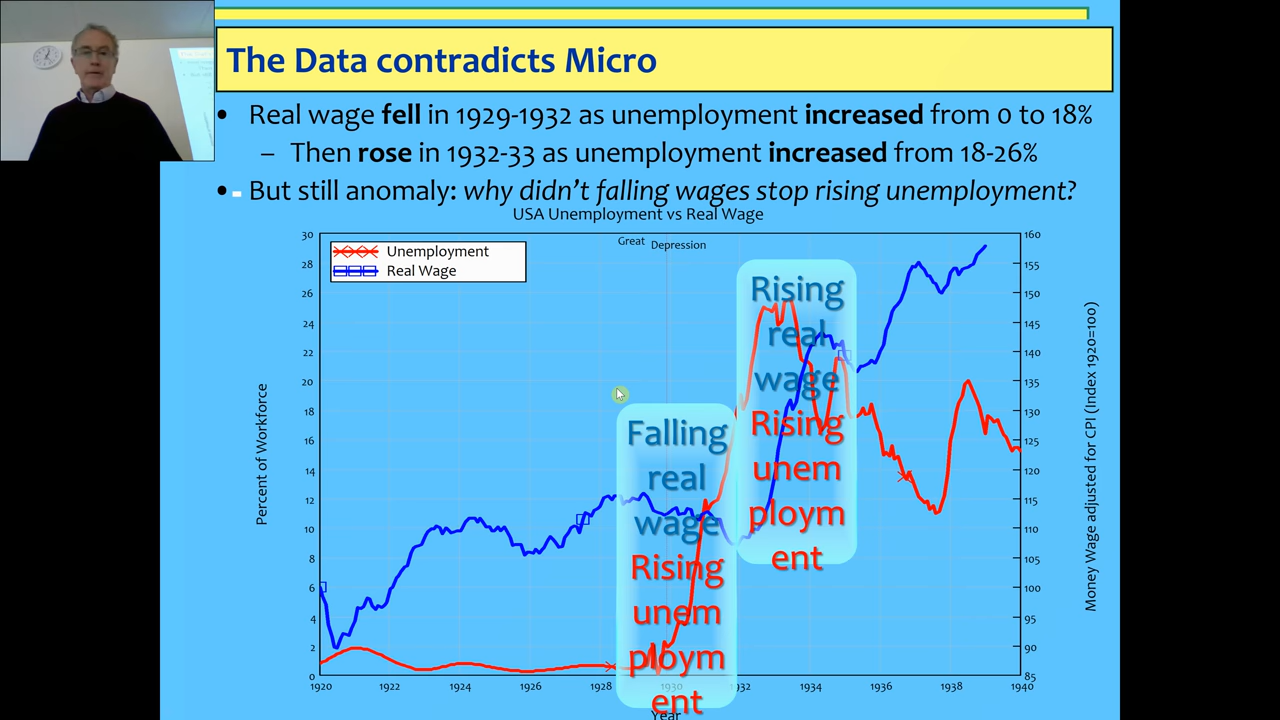 The Data contradicts Micro
• Real wage fell in 1929-1932 as unemployment increased from 0 to 18%
– Then rose in 1932-33 as unemployment increased from 18-26%
• But still anomaly: why didn't falling wages stop rising unemployment?
USA Unemployment vs Real Wage
Great Depression
Unemployment
Real Wage
30
28
26
24
22
20
18
16
14
12
10
8
6
4
2
0
Percent of Workforce
160
155
150
145
140
135
130
125
120
115
110
105
100
95
90
85
Money Wage adjusted for CPI (Index 1920=100)
Falling
real
wage
Rising
unem
ploym
ent
Rising
real
wage
Rising
unem
ploym
ent
1920 1922 1924 1926 1928 1930 1932 1934 1936 1938 1940
Year